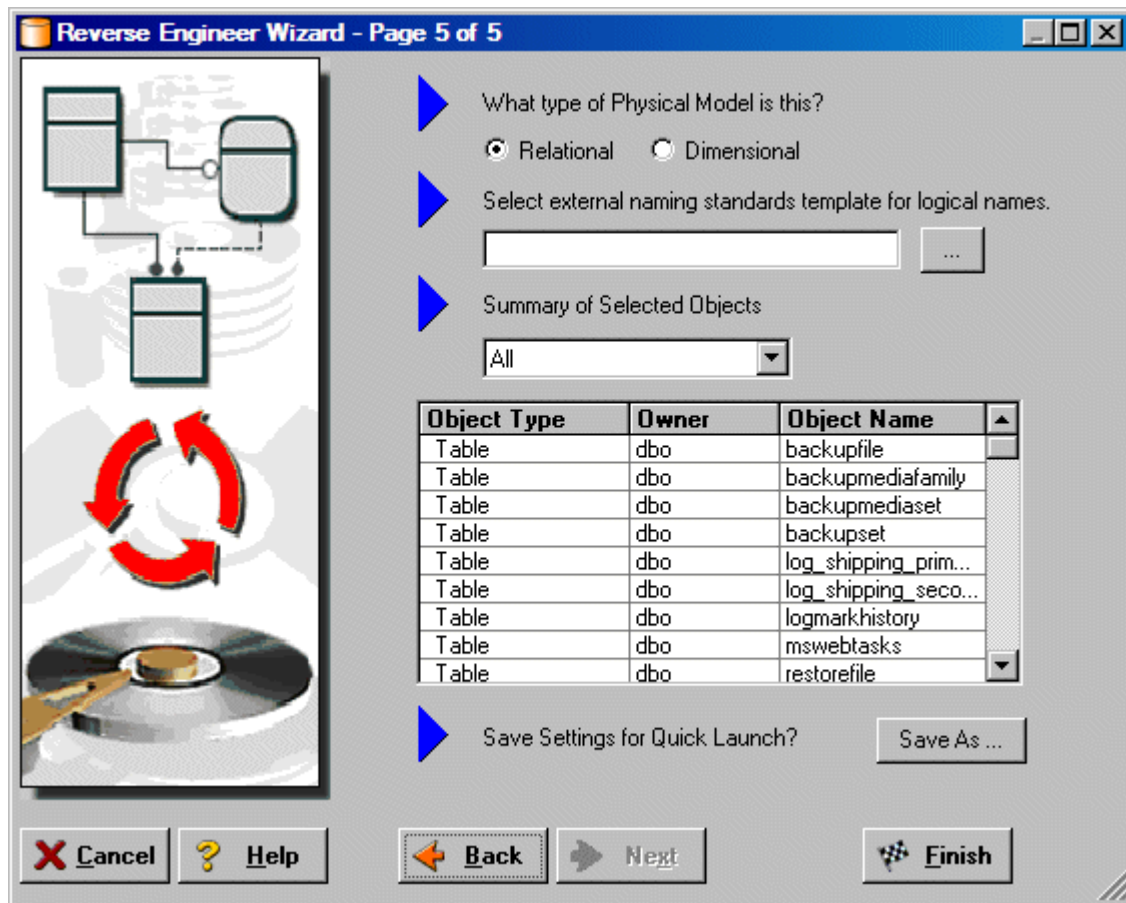 Reverse Engineer Wizard - Page 5 of 5
What type of Physical Model is this?
Relational Dimensional
Select external naming standards template for logical names.
...
Summary of Selected Objects
All
Object Type Owner Object Name
Table dbo backupfile
Table dbo backupmediafamily
Table dbo backupmediaset
Table dbo backupset
Table dbo log_shipping_prim...
Table dbo log_shipping_seco...
Table dbo logmarkhistory
Table dbo mswebtasks
Table dbo restorefile
Save Settings for Quick Launch? Save As ...
Cancel Help Back Next Finish